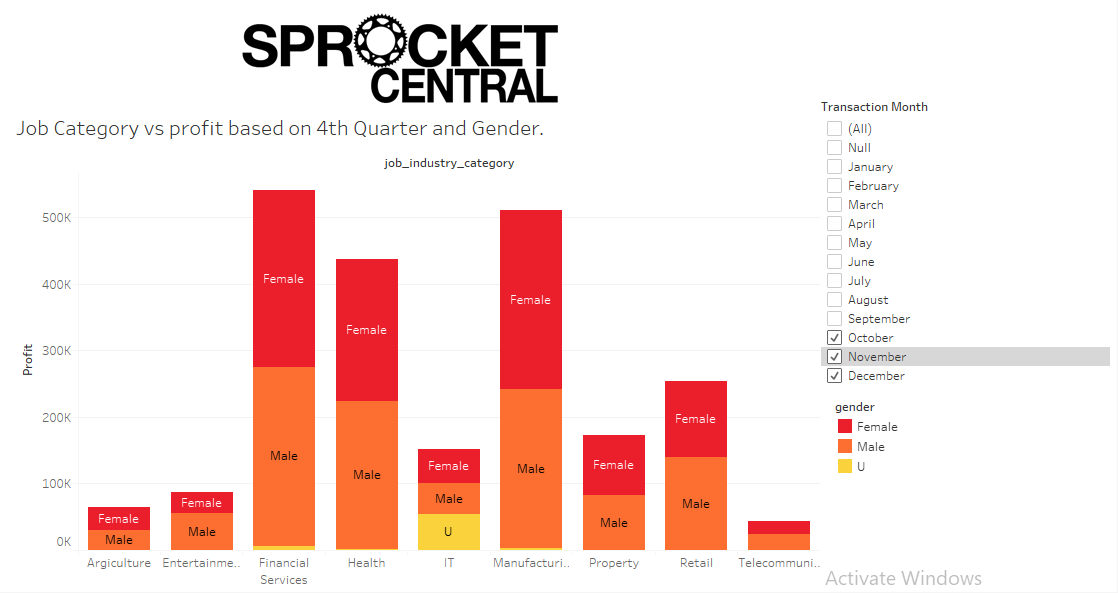 SPROCKET
CENTRAL
Job Category vs profit based on 4th Quarter and Gender.
job_industry_category
Profit
500K
400K
300K
200K
100K
0K
Female
Male
Female
Male
Female
Male
Female
Male
Female
Male
U
Female
Male
Female
Male
Female
Male
Argiculture
Entertainme..
Financial
Services
Health
IT
Manufacturi..
Property
Retail
Telecommuni..
Transaction Month
(All)
Null
January
February
March
April
May
June
July
August
September
October
November
December
gender
Female
Male
U
Activate Windows